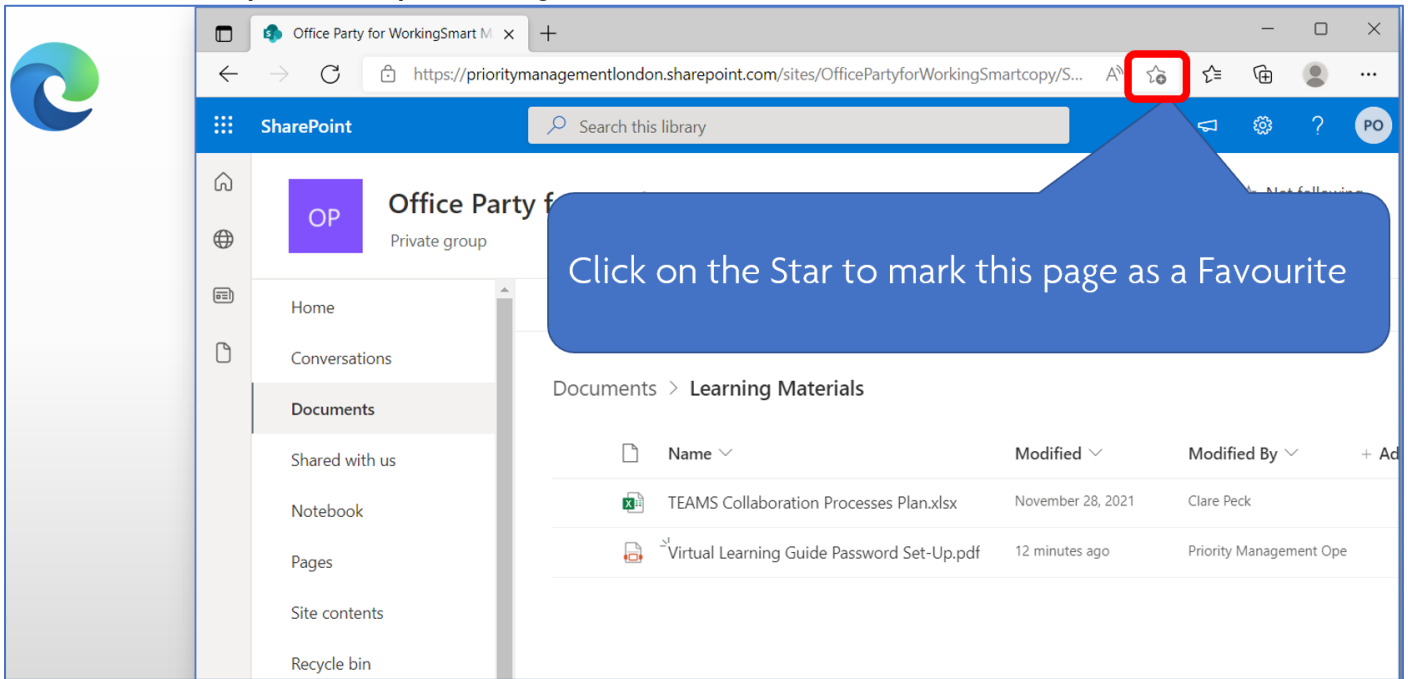 Office Party for WorkingSmart M
https://prioritymanagementlondon.sharepoint.com/sites/OfficePartyforWorkingSmartcopy/S...
SharePoint
Search this library
PO
OP
Office Party f
Private group
Not following
Click on the Star to mark this page as a Favourite
Home
Conversations
Documents
Shared with us
Notebook
Pages
Site contents
Recycle bin
Documents > Learning Materials
Name Modified Modified By + Ad
TEAMS Collaboration Processes Plan.xlsx November 28, 2021 Clare Peck
Virtual Learning Guide Password Set-Up.pdf 12 minutes ago Priority Management Ope